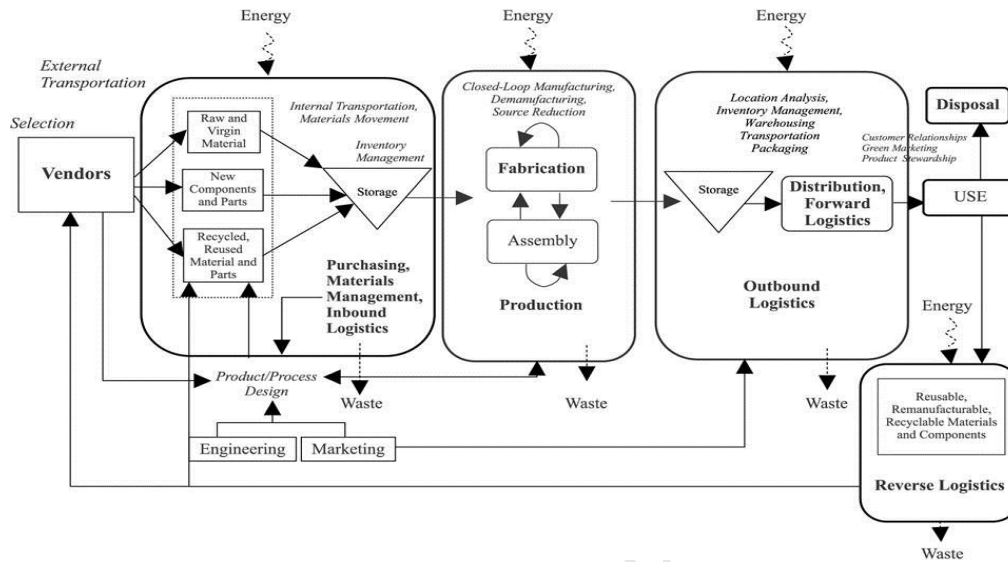 Energy
Energy
Energy
External
Transportation
Selection
Vendors
Raw and Virgin
Material
New
Components
and Parts
Recycled,
Reused
Material and
Parts
Internal Transportation,
Materials Movement
Inventory
Management
Storage
Purchasing,
Materials
Management,
Inbound
Logistics
Closed-Loop Manufacturing,
Demanufacturing,
Source Reduction
Fabrication
Assembly
Production
Location Analysis,
Inventory Management,
Warehousing
Transportation
Packaging
Storage
Distribution,
Forward
Logistics
Outbound
Logistics
Customer Relationships
Green Marketing
Product Stewardship
Disposal
USE
Energy
Product/Process
Design
Waste
Waste
Waste
Engineering
Marketing
Reusable,
Remanufacturable,
Recyclable Materials
and Components
Reverse Logistics
Waste